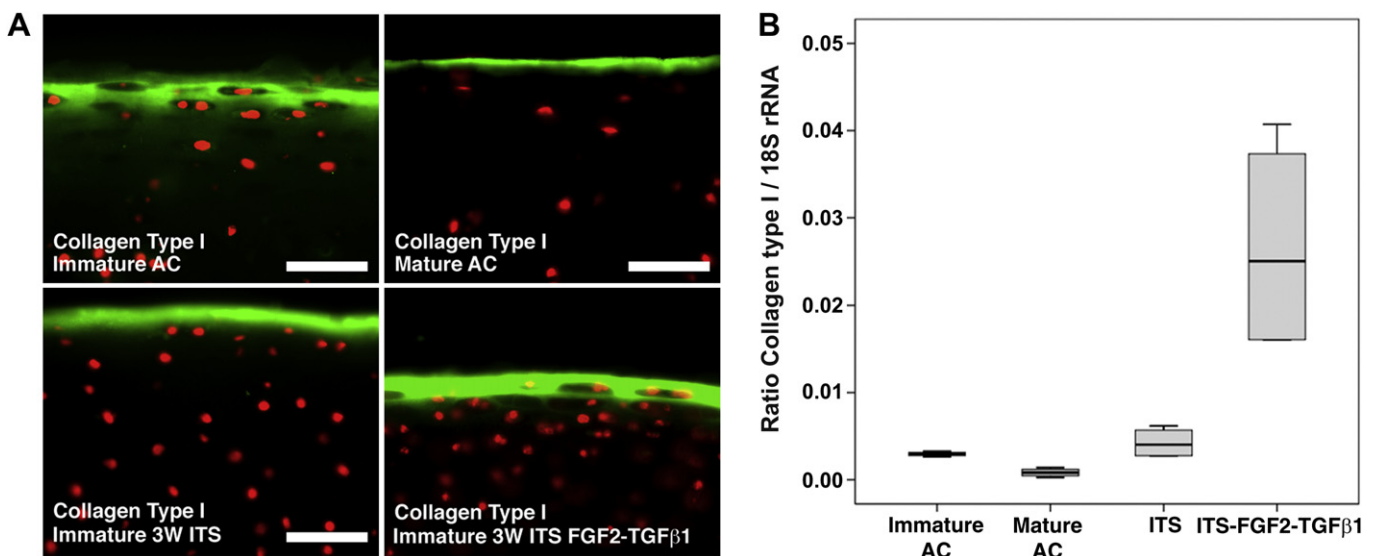 A
Collagen Type I
Immature AC
Collagen Type I
Mature AC
Collagen Type I
Immature 3W ITS
Collagen Type I
Immature 3W ITS FGF2-TGFβ1
B
Ratio Collagen type I / 18S rRNA
0.05
0.04
0.03
0.02
0.01
0.00
Immature
AC
Mature
AC
ITS
ITS-FGF2-TGFβ1